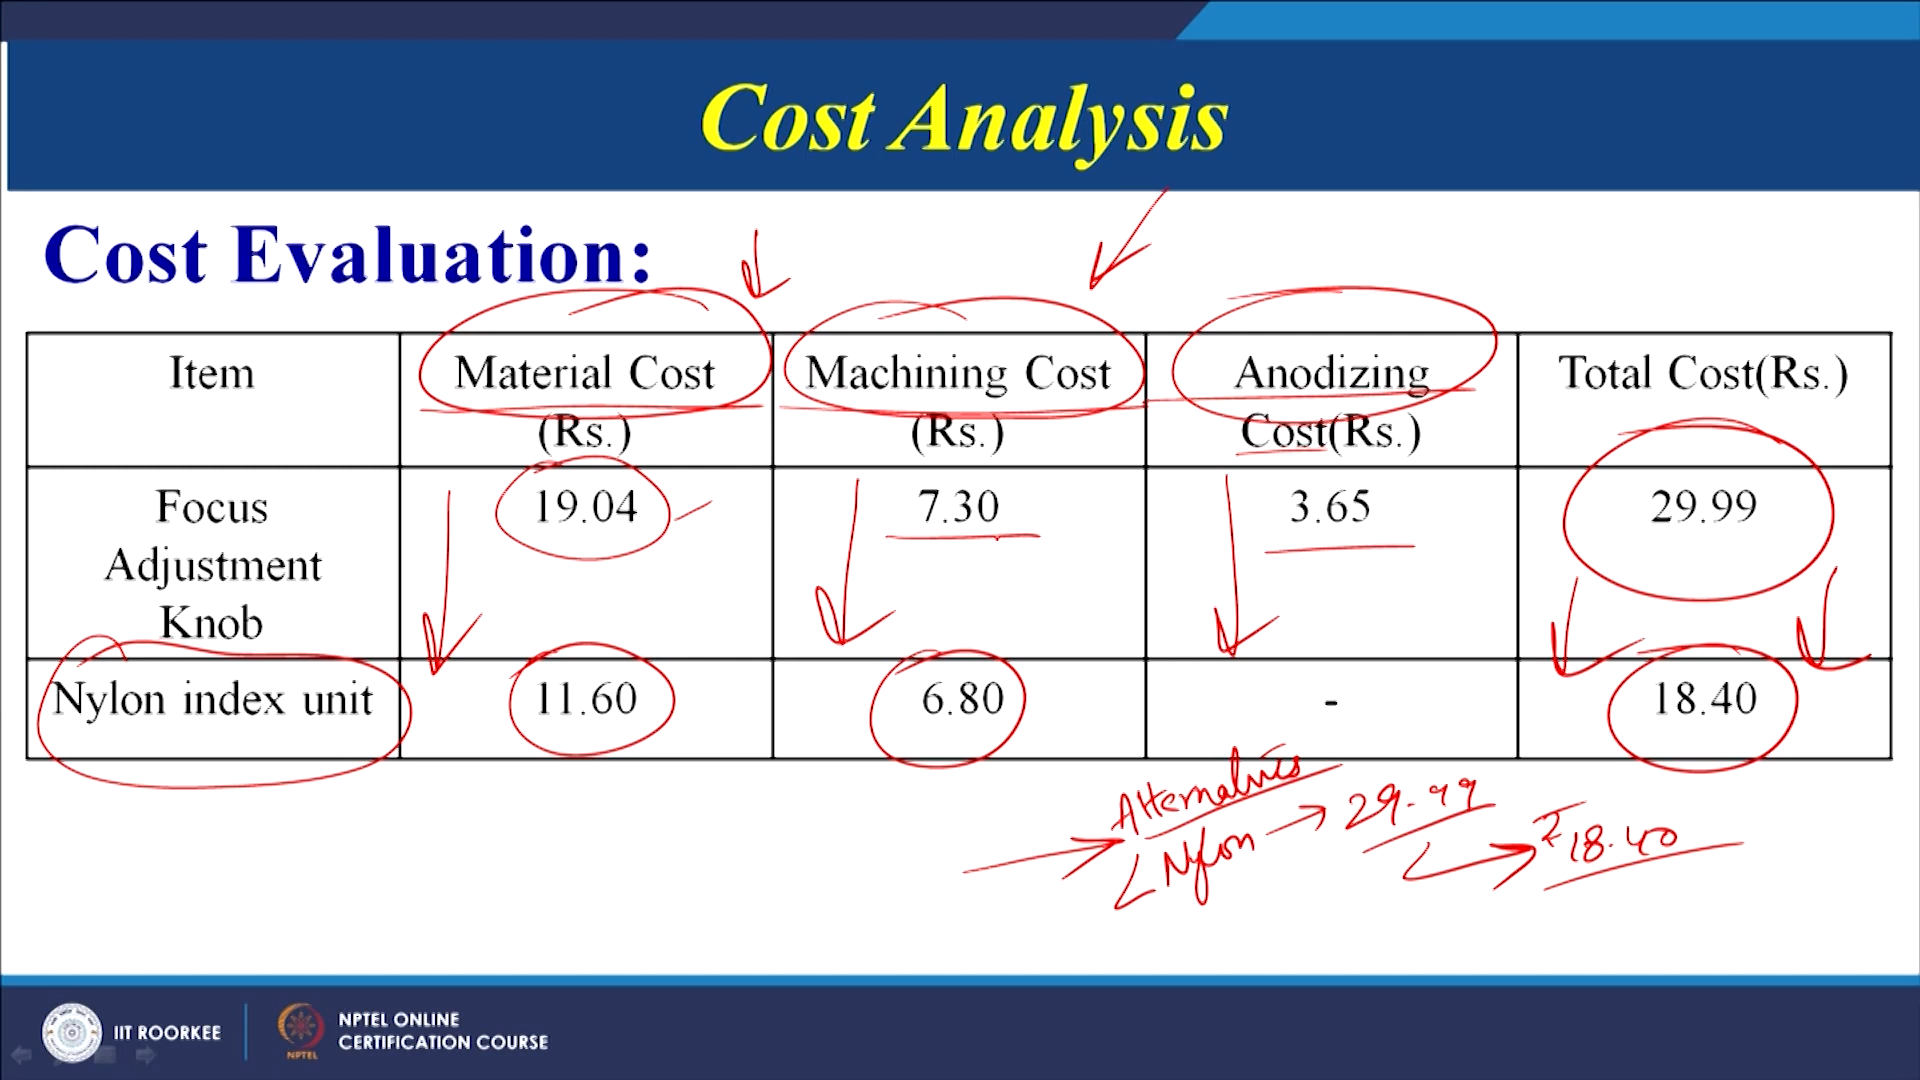 Cost Analysis
Cost Evaluation:
Item Material Cost (Rs.) Machining Cost (Rs.) Anodizing Cost(Rs.) Total Cost(Rs.)
Focus Adjustment Knob 19.04 7.30 3.65 29.99
Nylon index unit 11.60 6.80 - 18.40
Alternatives
Nylon → 29.99
→ ₹18.40
IIT ROORKEE
NPTEL
NPTEL ONLINE
CERTIFICATION COURSE